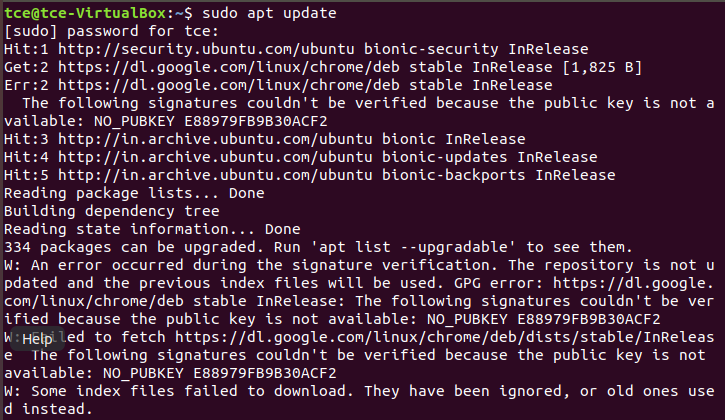 tce@tce-VirtualBox:~$ sudo apt update
[sudo] password for tce:
Hit:1 http://security.ubuntu.com/ubuntu bionic-security InRelease
Get:2 https://dl.google.com/linux/chrome/deb stable InRelease [1,825 B]
Err:2 https://dl.google.com/linux/chrome/deb stable InRelease
  The following signatures couldn't be verified because the public key is not a
vailable: NO_PUBKEY E88979FB9B30ACF2
Hit:3 http://in.archive.ubuntu.com/ubuntu bionic InRelease
Hit:4 http://in.archive.ubuntu.com/ubuntu bionic-updates InRelease
Hit:5 http://in.archive.ubuntu.com/ubuntu bionic-backports InRelease
Reading package lists... Done
Building dependency tree
Reading state information... Done
334 packages can be upgraded. Run 'apt list --upgradable' to see them.
W: An error occurred during the signature verification. The repository is not u
pdated and the previous index files will be used. GPG error: https://dl.google.
com/linux/chrome/deb stable InRelease: The following signatures couldn't be ver
ified because the public key is not available: NO_PUBKEY E88979FB9B30ACF2
W: to fetch https://dl.google.com/linux/chrome/deb/dists/stable/InReleas
Help
e  The following signatures couldn't be verified because the public key is not
available: NO_PUBKEY E88979FB9B30ACF2
W: Some index files failed to download. They have been ignored, or old ones use
d instead.